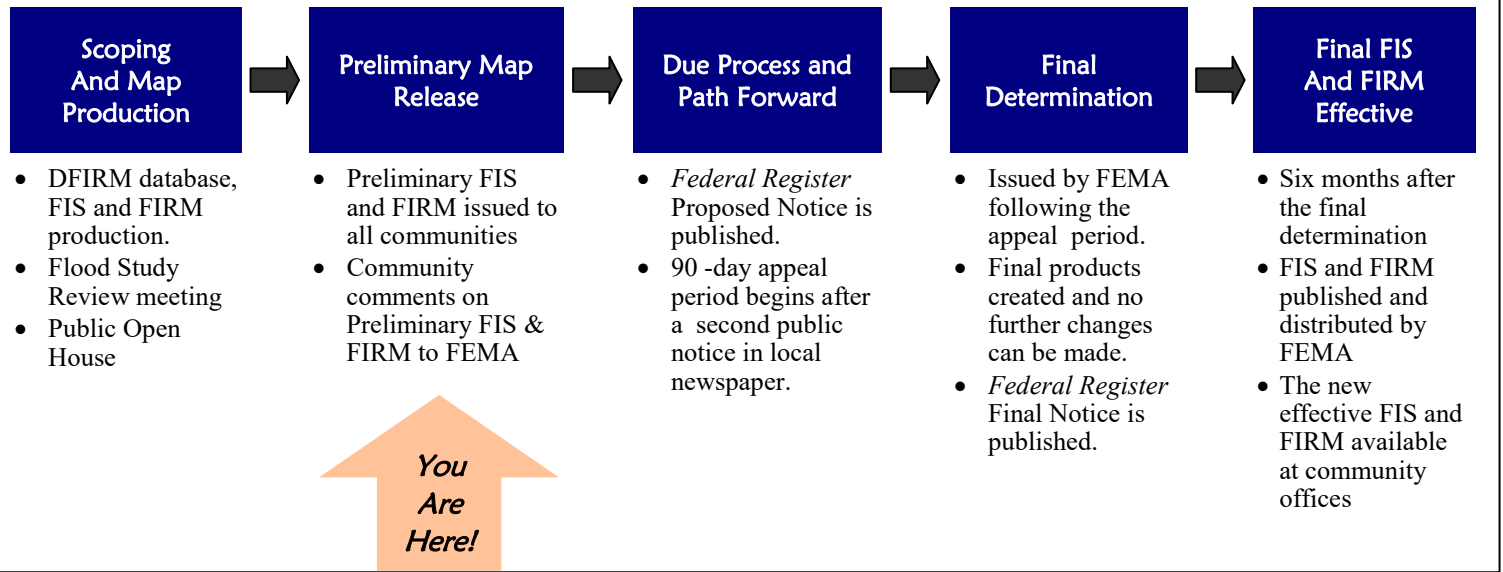 Scoping
And Map
Production
• DFIRM database,
FIS and FIRM
production.
• Flood Study
Review meeting
• Public Open
House
Preliminary Map
Release
• Preliminary FIS
and FIRM issued to
all communities
• Community
comments on
Preliminary FIS &
FIRM to FEMA
You
Are
Here!
Due Process and
Path Forward
• Federal Register
Proposed Notice is
published.
• 90 -day appeal
period begins after
a second public
notice in local
newspaper.
Final
Determination
• Issued by FEMA
following the
appeal period.
• Final products
created and no
further changes
can be made.
• Federal Register
Final Notice is
published.
Final FIS
And FIRM
Effective
• Six months after
the final
determination
• FIS and FIRM
published and
distributed by
FEMA
• The new
effective FIS and
FIRM available
at community
offices